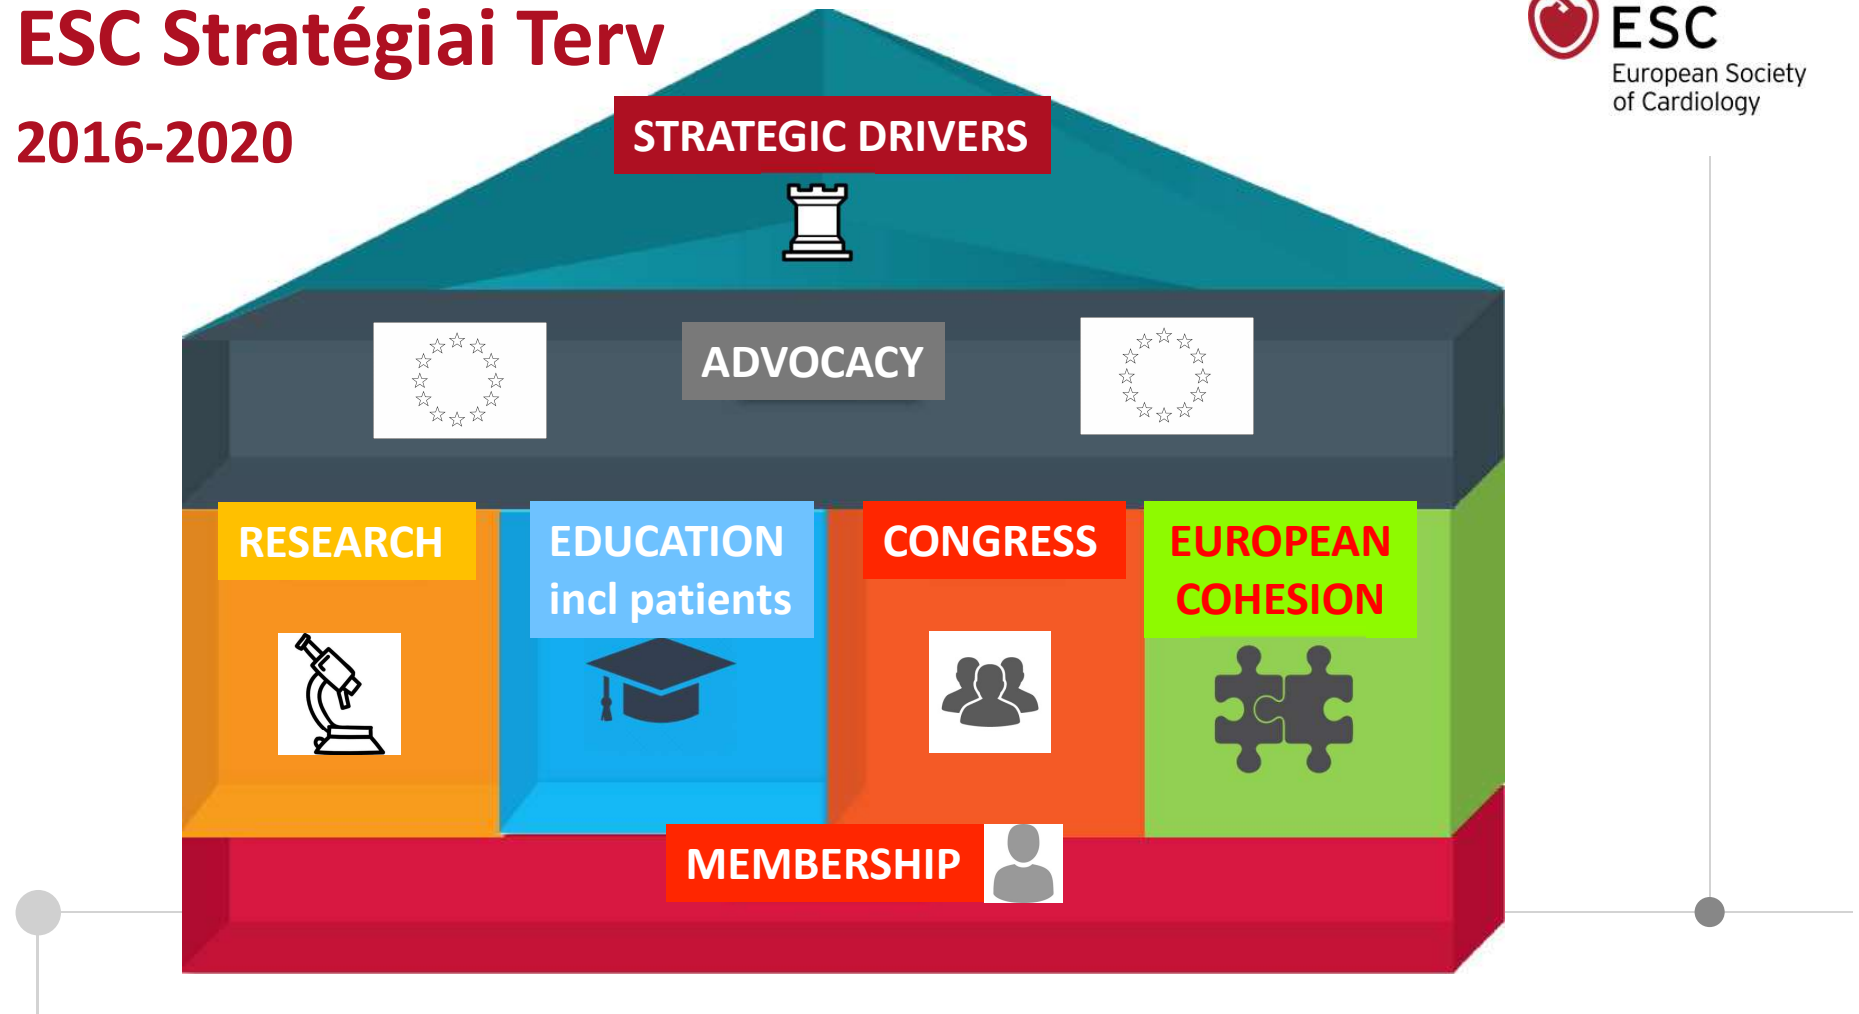 ESC Stratégiai Terv
2016-2020
ESC
European Society
of Cardiology
STRATEGIC DRIVERS
ADVOCACY
RESEARCH
EDUCATION
incl patients
CONGRESS
EUROPEAN
COHESION
MEMBERSHIP